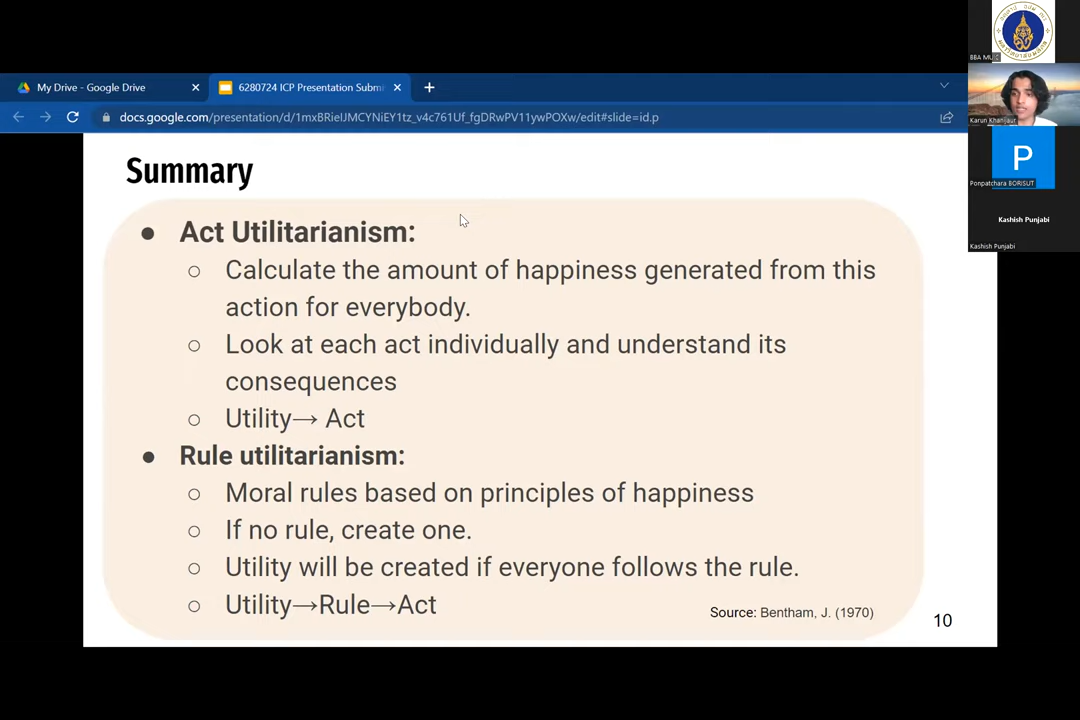 My Drive - Google Drive
6280724 ICP Presentation Submi
docs.google.com/presentation/d/1mxBRielJMCYNiEY1tz_v4c761Uf_fgDRwPV11ywPOXw/edit#slide=id.p
BBA MUIC
Karun Khanijaur
P
Ponpatchara BORISUT
Kashish Punjabi
Kashish Punjabi
Summary
● Act Utilitarianism:
○ Calculate the amount of happiness generated from this
action for everybody.
○ Look at each act individually and understand its
consequences
○ Utility→ Act
● Rule utilitarianism:
○ Moral rules based on principles of happiness
○ If no rule, create one.
○ Utility will be created if everyone follows the rule.
○ Utility→Rule→Act
Source: Bentham, J. (1970)
10